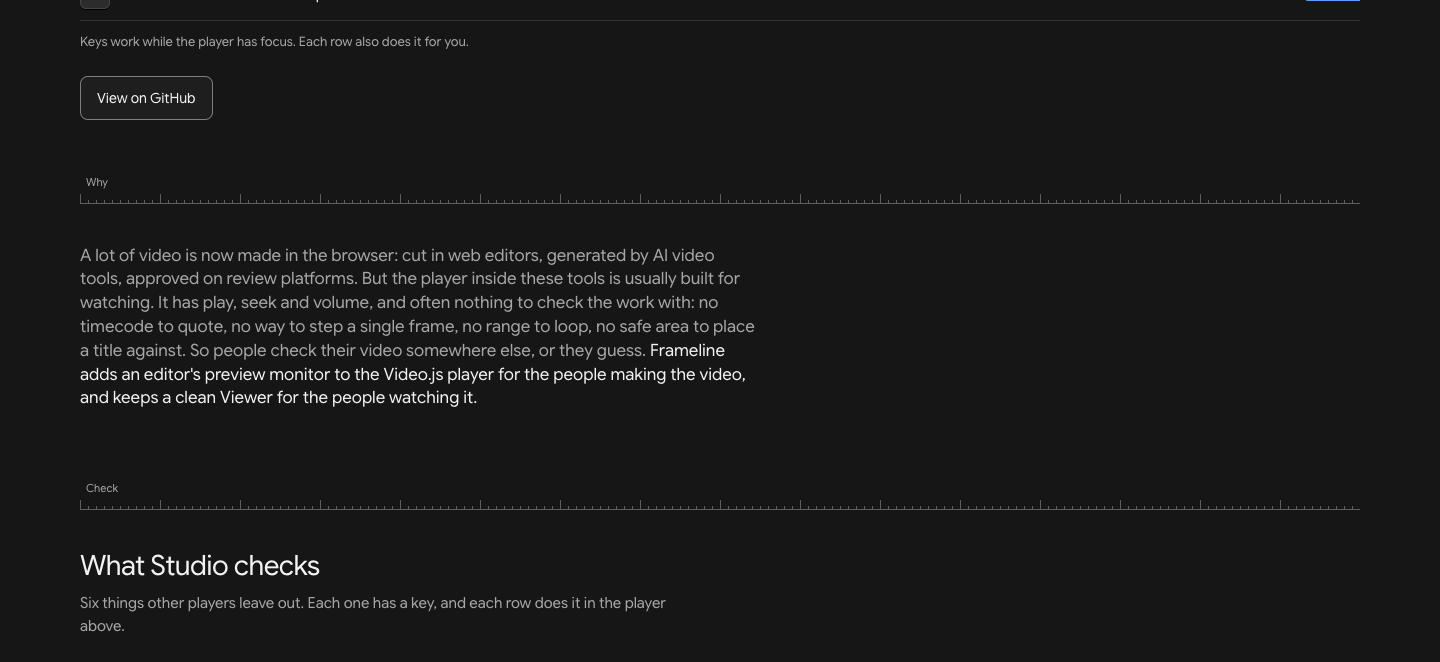 Keys work while the player has focus. Each row also does it for you.
View on GitHub
Why
A lot of video is now made in the browser: cut in web editors, generated by AI video
tools, approved on review platforms. But the player inside these tools is usually built for
watching. It has play, seek and volume, and often nothing to check the work with: no
timecode to quote, no way to step a single frame, no range to loop, no safe area to place
a title against. So people check their video somewhere else, or they guess. Frameline
adds an editor's preview monitor to the Video.js player for the people making the video,
and keeps a clean Viewer for the people watching it.
Check
What Studio checks
Six things other players leave out. Each one has a key, and each row does it in the player
above.